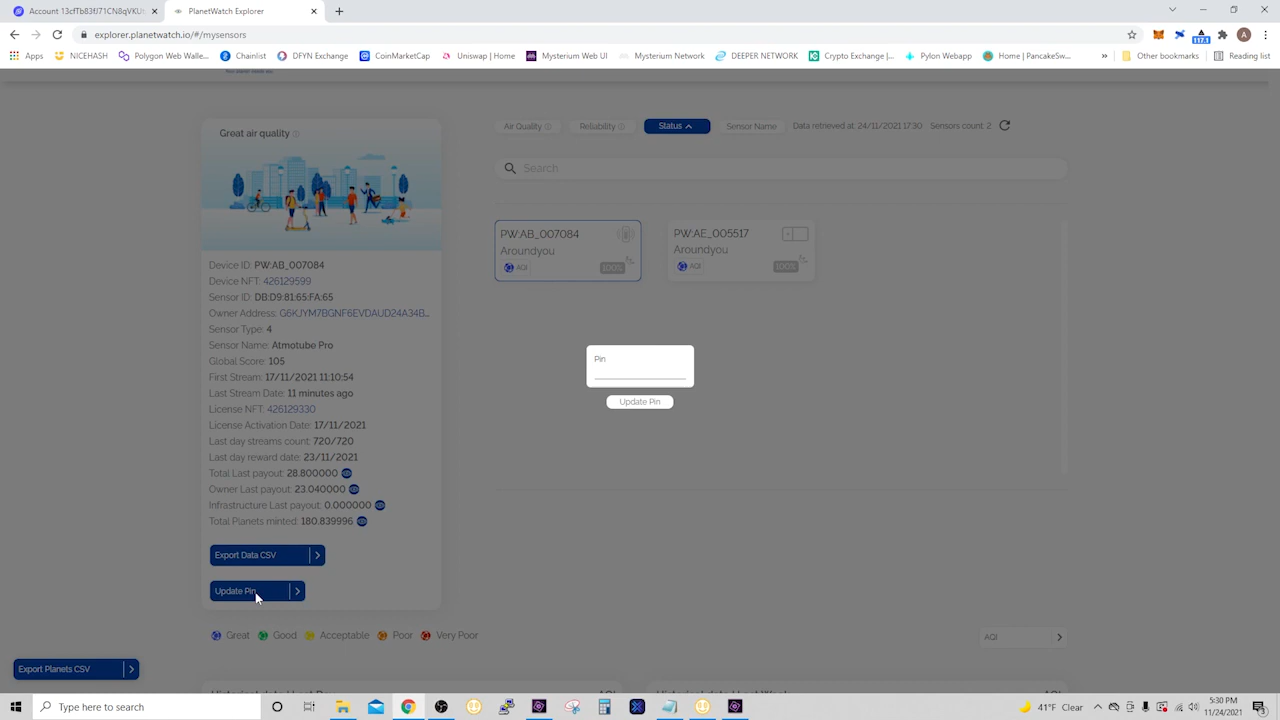 Account 13cfTb83fJ71CN8qVKU
PlanetWatch Explorer
explorer.planetwatch.io/#/mysensors
Apps NICEHASH Polygon Web Walle... Chainlist DFYN Exchange CoinMarketCap Uniswap | Home Mysterium Web UI Mysterium Network DEEPER NETWORK Crypto Exchange |... Pylon Webapp Home | PancakeSw... » Other bookmarks Reading list
117.1
A
Great air quality
Air Quality Reliability Status Sensor Name Data retrieved at: 24/11/2021 17:30 Sensors count: 2
Search
PW:AB_007084
Aroundyou
AQI 100%
PW:AE_005517
Aroundyou
AQI 100%
Device ID: PW:AB_007084
Device NFT: 426129599
Sensor ID: DB:D9:81:65:FA:65
Owner Address: G6KJYM7BGNF6EVDAUD24A34B...
Sensor Type: 4
Sensor Name: Atmotube Pro
Global Score: 105
First Stream: 17/11/2021 11:10:54
Last Stream Date: 11 minutes ago
License NFT: 426129330
License Activation Date: 17/11/2021
Last day streams count: 720/720
Last day reward date: 23/11/2021
Total Last payout: 28.800000
Owner Last payout: 23.040000
Infrastructure Last payout: 0.000000
Total Planets minted: 180.839996
Export Data CSV
Update Pin
Pin
Update Pin
Great Good Acceptable Poor Very Poor
AQI
Export Planets CSV
Type here to search
41°F Clear
5:30 PM
11/24/2021